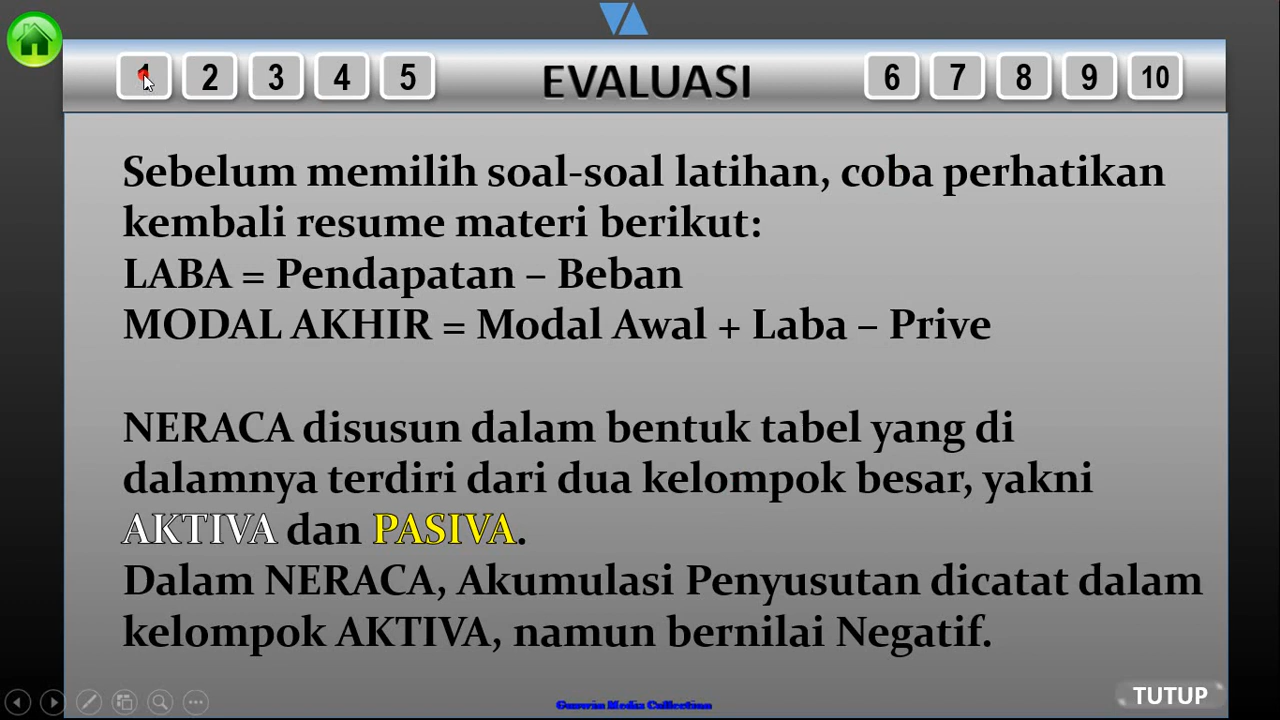 1 2 3 4 5 EVALUASI 6 7 8 9 10
Sebelum memilih soal-soal latihan, coba perhatikan
kembali resume materi berikut:
LABA = Pendapatan – Beban
MODAL AKHIR = Modal Awal + Laba – Prive
NERACA disusun dalam bentuk tabel yang di
dalamnya terdiri dari dua kelompok besar, yakni
AKTIVA dan PASIVA.
Dalam NERACA, Akumulasi Penyusutan dicatat dalam
kelompok AKTIVA, namun bernilai Negatif.
TUTUP
Guswin Media Collection